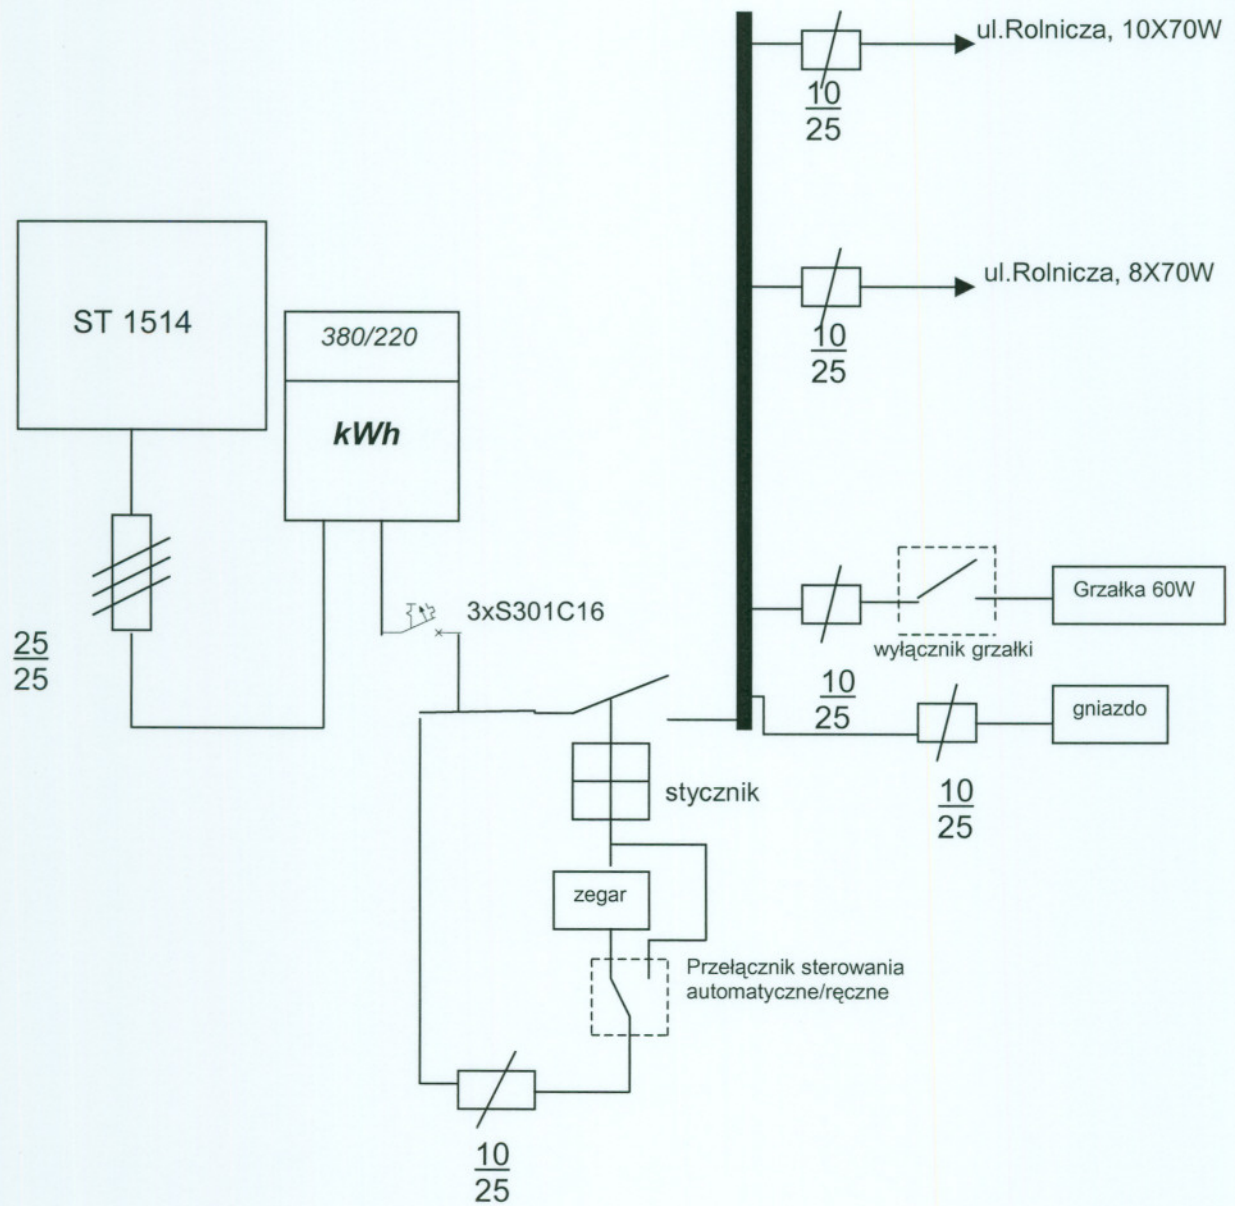 ul.Rolnicza, 10X70W
10
25
ul.Rolnicza, 8X70W
10
25
ST 1514
380/220
kWh
25
25
3xS301C16
Grzałka 60W
wyłącznik grzałki
10
25
gniazdo
10
25
stycznik
zegar
Przełącznik sterowania
automatyczne/ręczne
10
25